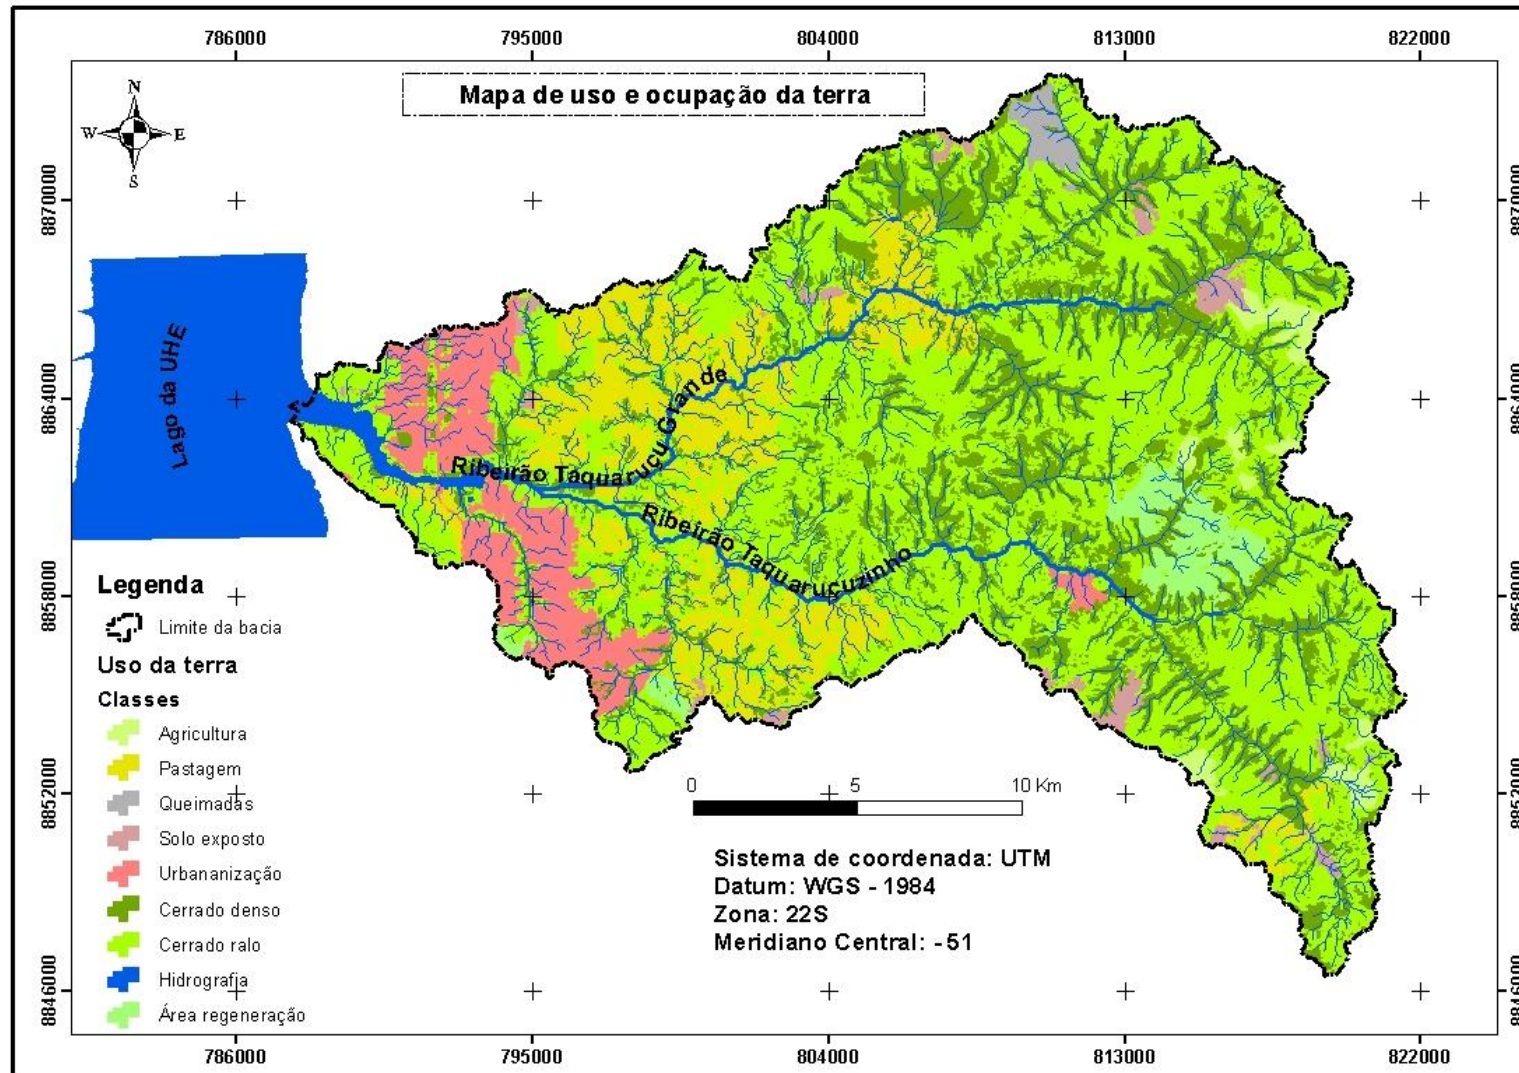 786000 795000 804000 813000 822000
Mapa de uso e ocupação da terra
N
W E
S
8870000 8870000
8864000 8864000
8858000 8858000
8852000 8852000
8846000 8846000
Lago da UHE
Ribeirão Taquaruçu Grande
Ribeirão Taquaruçuzinho
Legenda
Limite da bacia
Uso da terra
Classes
Agricultura
Pastagem
Queimadas
Solo exposto
Urbananização
Cerrado denso
Cerrado ralo
Hidrografia
Área regeneração
0 5 10 Km
Sistema de coordenada: UTM
Datum: WGS - 1984
Zona: 22S
Meridiano Central: -51
786000 795000 804000 813000 822000